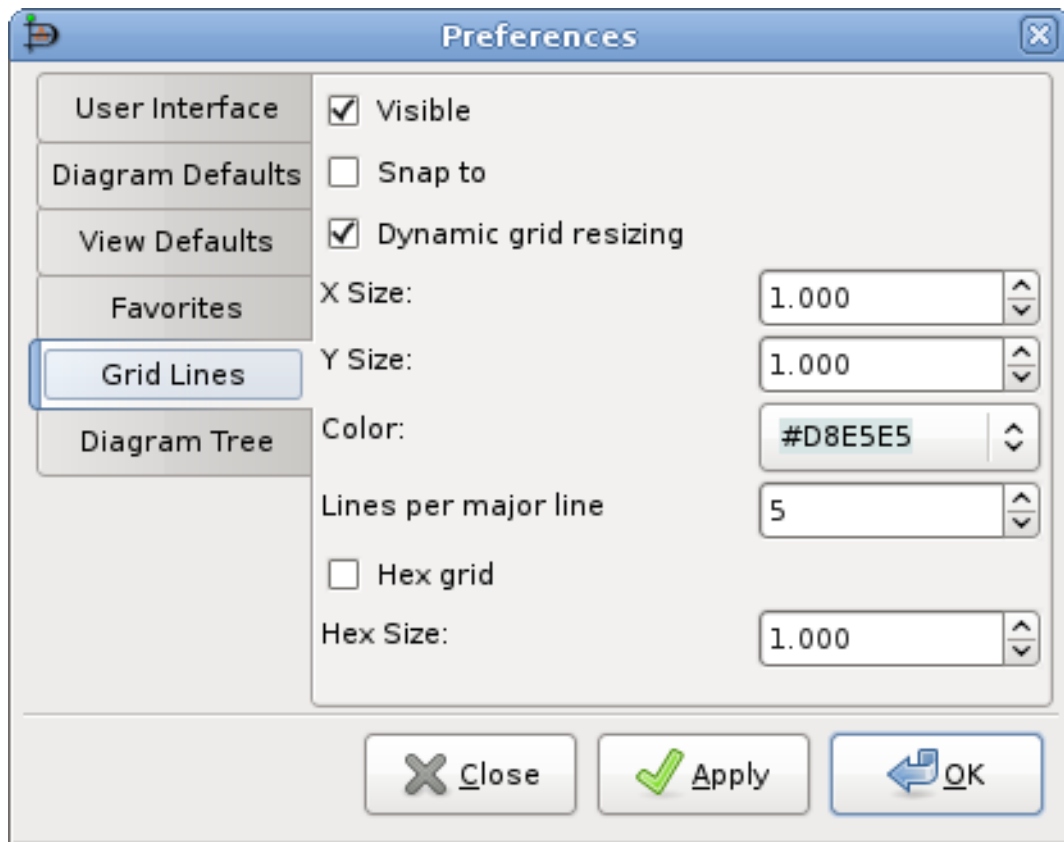 Preferences
User Interface
Diagram Defaults
View Defaults
Favorites
Grid Lines
Diagram Tree
Visible
Snap to
Dynamic grid resizing
X Size: 1.000
Y Size: 1.000
Color: #D8E5E5
Lines per major line 5
Hex grid
Hex Size: 1.000
Close Apply OK